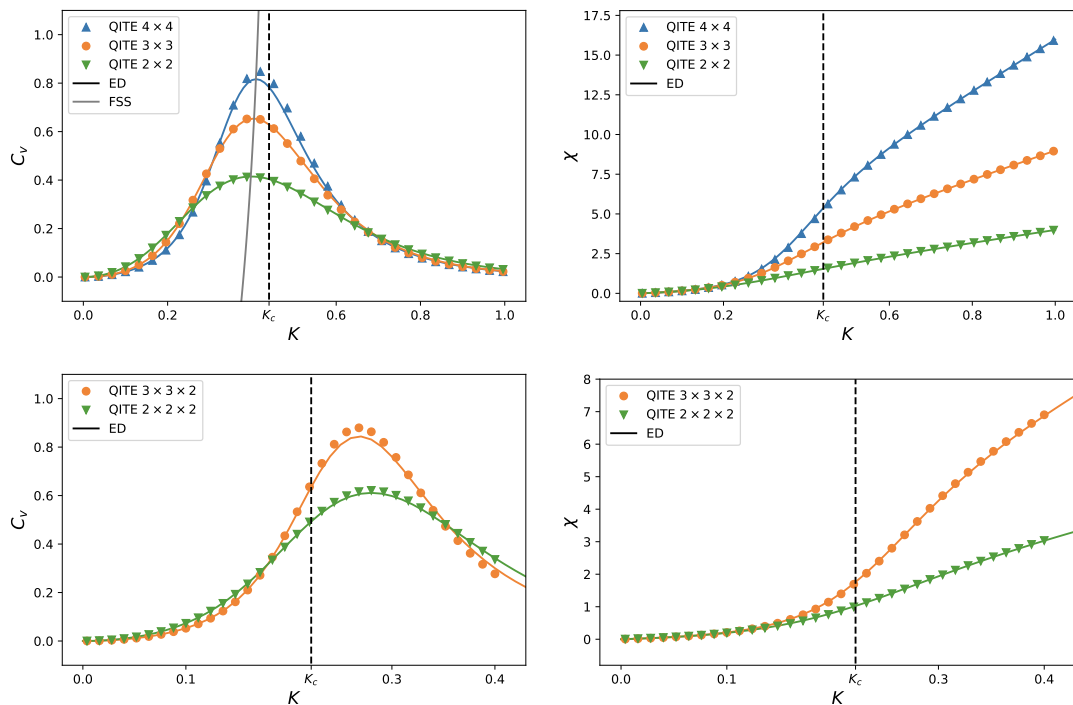 QITE 4 × 4
QITE 3 × 3
QITE 2 × 2
ED
FSS
1.0
0.8
0.6
0.4
0.2
0.0
C_v
0.0
0.2
K_c
0.6
0.8
1.0
K
QITE 4 × 4
QITE 3 × 3
QITE 2 × 2
ED
17.5
15.0
12.5
10.0
7.5
5.0
2.5
0.0
χ
0.0
0.2
K_c
0.6
0.8
1.0
K
QITE 3 × 3 × 2
QITE 2 × 2 × 2
ED
1.0
0.8
0.6
0.4
0.2
0.0
C_v
0.0
0.1
K_c
0.3
0.4
K
QITE 3 × 3 × 2
QITE 2 × 2 × 2
ED
8
7
6
5
4
3
2
1
0
χ
0.0
0.1
K_c
0.3
0.4
K